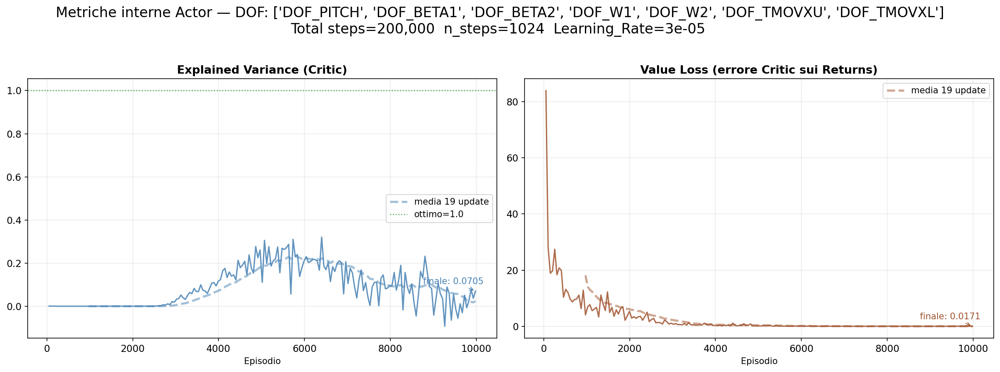 Metriche interne Actor — DOF: ['DOF_PITCH', 'DOF_BETA1', 'DOF_BETA2', 'DOF_W1', 'DOF_W2', 'DOF_TMOVXU', 'DOF_TMOVXL']
Total steps=200,000  n_steps=1024  Learning_Rate=3e-05
Explained Variance (Critic)
1.0
0.8
0.6
0.4
0.2
0.0
media 19 update
ottimo=1.0
finale: 0.0705
0
2000
4000
6000
8000
10000
Episodio
Value Loss (errore Critic sui Returns)
80
60
40
20
0
media 19 update
finale: 0.0171
0
2000
4000
6000
8000
10000
Episodio